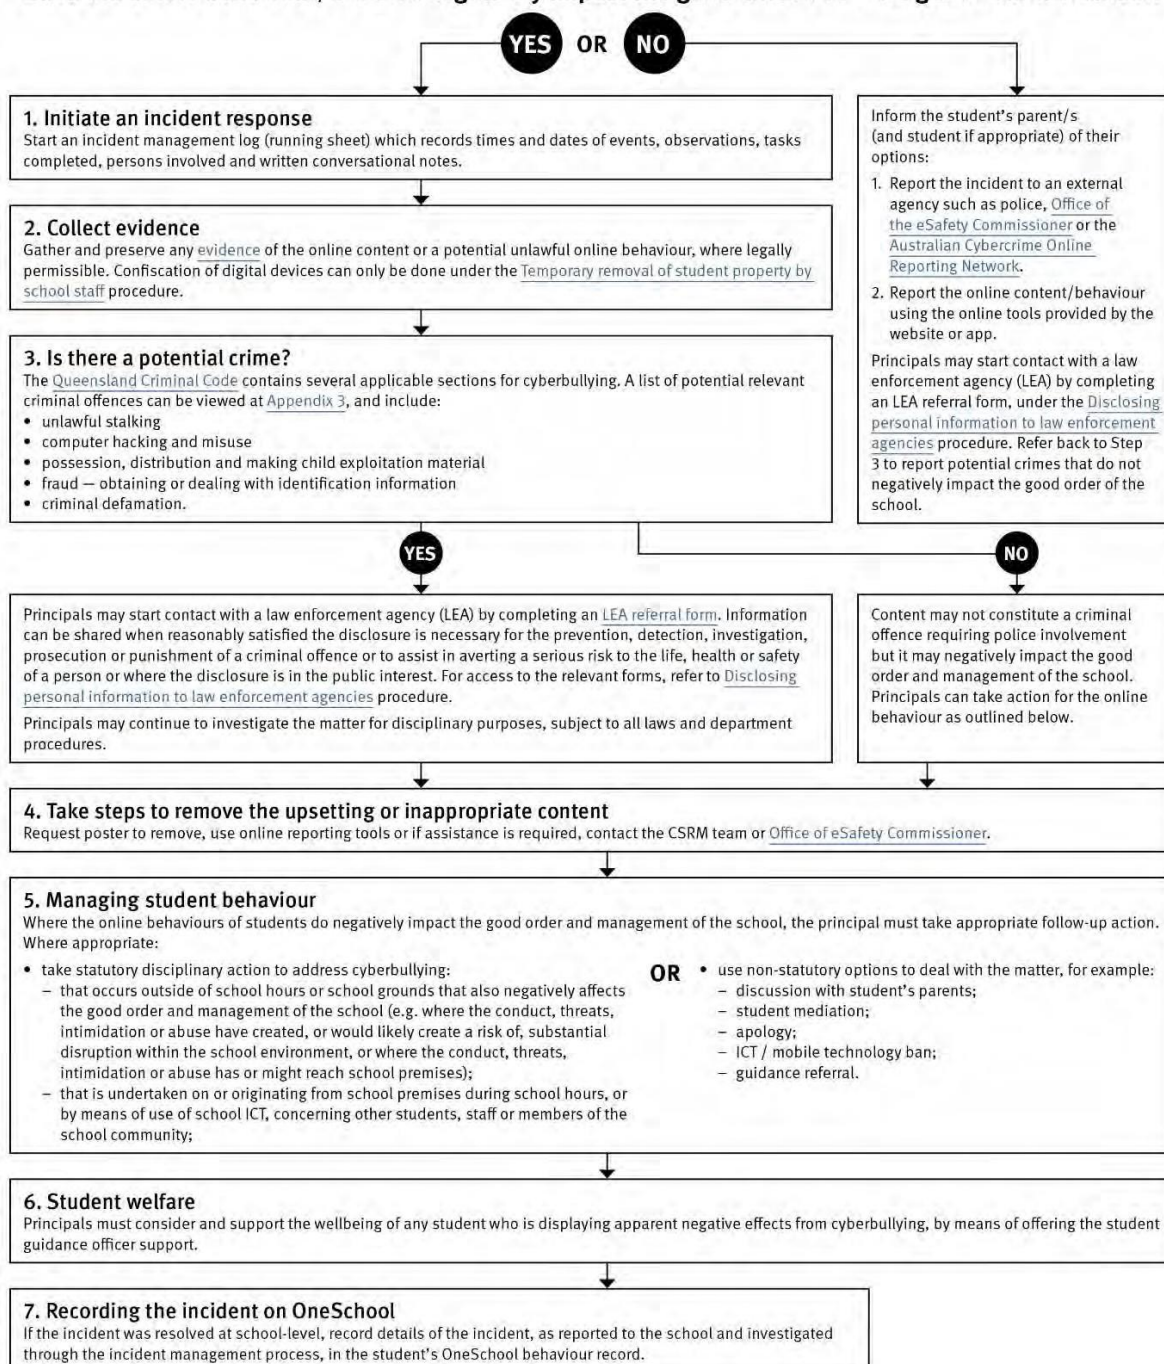 YES OR NO
1. Initiate an incident response
Start an incident management log (running sheet) which records times and dates of events, observations, tasks
completed, persons involved and written conversational notes.
2. Collect evidence
Gather and preserve any evidence of the online content or a potential unlawful online behaviour, where legally
permissible. Confiscation of digital devices can only be done under the Temporary removal of student property by
school staff procedure.
3. Is there a potential crime?
The Queensland Criminal Code contains several applicable sections for cyberbullying. A list of potential relevant
criminal offences can be viewed at Appendix 3, and include:
• unlawful stalking
• computer hacking and misuse
• possession, distribution and making child exploitation material
• fraud — obtaining or dealing with identification information
• criminal defamation.
Inform the student's parent/s
(and student if appropriate) of their
options:
1. Report the incident to an external
agency such as police, Office of
the eSafety Commissioner or the
Australian Cybercrime Online
Reporting Network.
2. Report the online content/behaviour
using the online tools provided by the
website or app.
Principals may start contact with a law
enforcement agency (LEA) by completing
an LEA referral form, under the Disclosing
personal information to law enforcement
agencies procedure. Refer back to Step
3 to report potential crimes that do not
negatively impact the good order of the
school.
YES
NO
Principals may start contact with a law enforcement agency (LEA) by completing an LEA referral form. Information
can be shared when reasonably satisfied the disclosure is necessary for the prevention, detection, investigation,
prosecution or punishment of a criminal offence or to assist in averting a serious risk to the life, health or safety
of a person or where the disclosure is in the public interest. For access to the relevant forms, refer to Disclosing
personal information to law enforcement agencies procedure.
Principals may continue to investigate the matter for disciplinary purposes, subject to all laws and department
procedures.
Content may not constitute a criminal
offence requiring police involvement
but it may negatively impact the good
order and management of the school.
Principals can take action for the online
behaviour as outlined below.
4. Take steps to remove the upsetting or inappropriate content
Request poster to remove, use online reporting tools or if assistance is required, contact the CSRM team or Office of eSafety Commissioner.
5. Managing student behaviour
Where the online behaviours of students do negatively impact the good order and management of the school, the principal must take appropriate follow-up action.
Where appropriate:
• take statutory disciplinary action to address cyberbullying:
– that occurs outside of school hours or school grounds that also negatively affects
the good order and management of the school (e.g. where the conduct, threats,
intimidation or abuse have created, or would likely create a risk of, substantial
disruption within the school environment, or where the conduct, threats,
intimidation or abuse has or might reach school premises);
– that is undertaken on or originating from school premises during school hours, or
by means of use of school ICT, concerning other students, staff or members of the
school community;
OR
• use non-statutory options to deal with the matter, for example:
– discussion with student's parents;
– student mediation;
– apology;
– ICT / mobile technology ban;
– guidance referral.
6. Student welfare
Principals must consider and support the wellbeing of any student who is displaying apparent negative effects from cyberbullying, by means of offering the student
guidance officer support.
7. Recording the incident on OneSchool
If the incident was resolved at school-level, record details of the incident, as reported to the school and investigated
through the incident management process, in the student's OneSchool behaviour record.